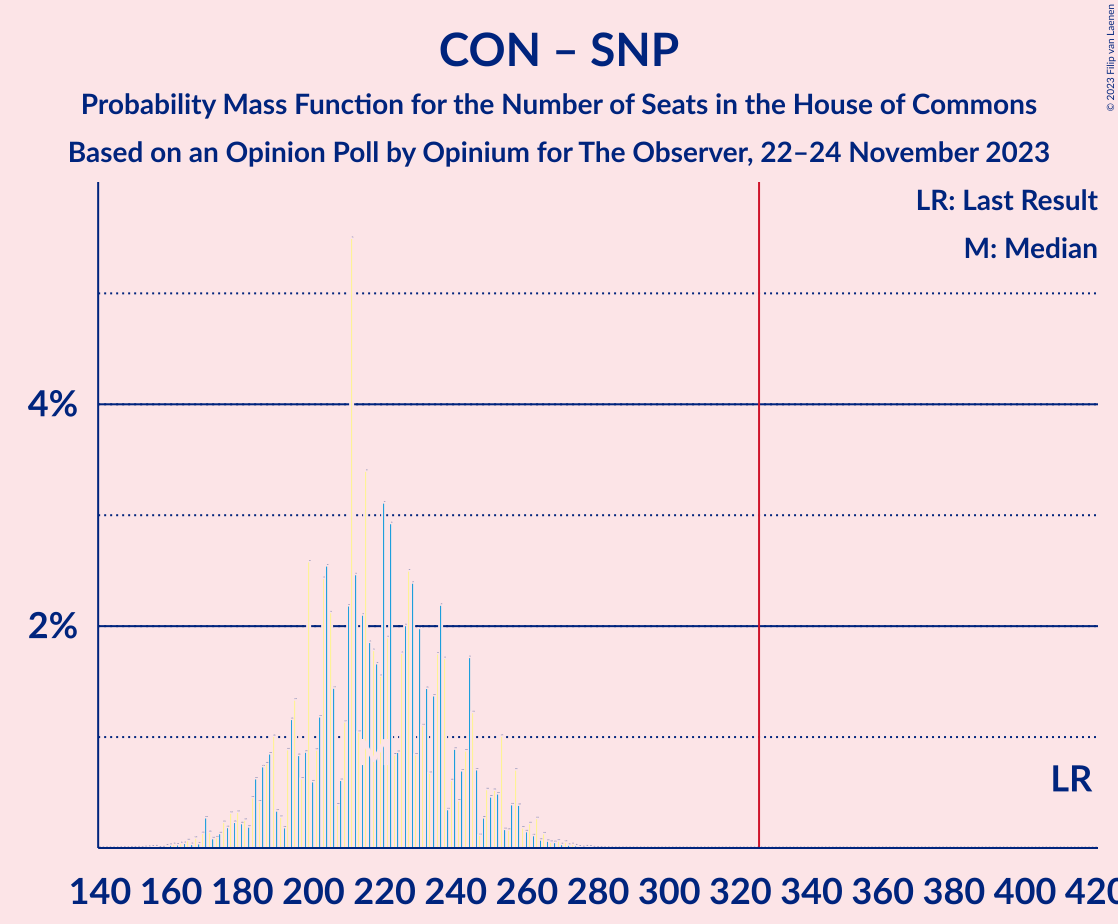 CON – SNP
Probability Mass Function for the Number of Seats in the House of Commons
Based on an Opinion Poll by Opinium for The Observer, 22–24 November 2023
© 2023 Filip van Laenen
LR: Last Result
M: Median
4%
2%
LR
140 160 180 200 220 240 260 280 300 320 340 360 380 400 420